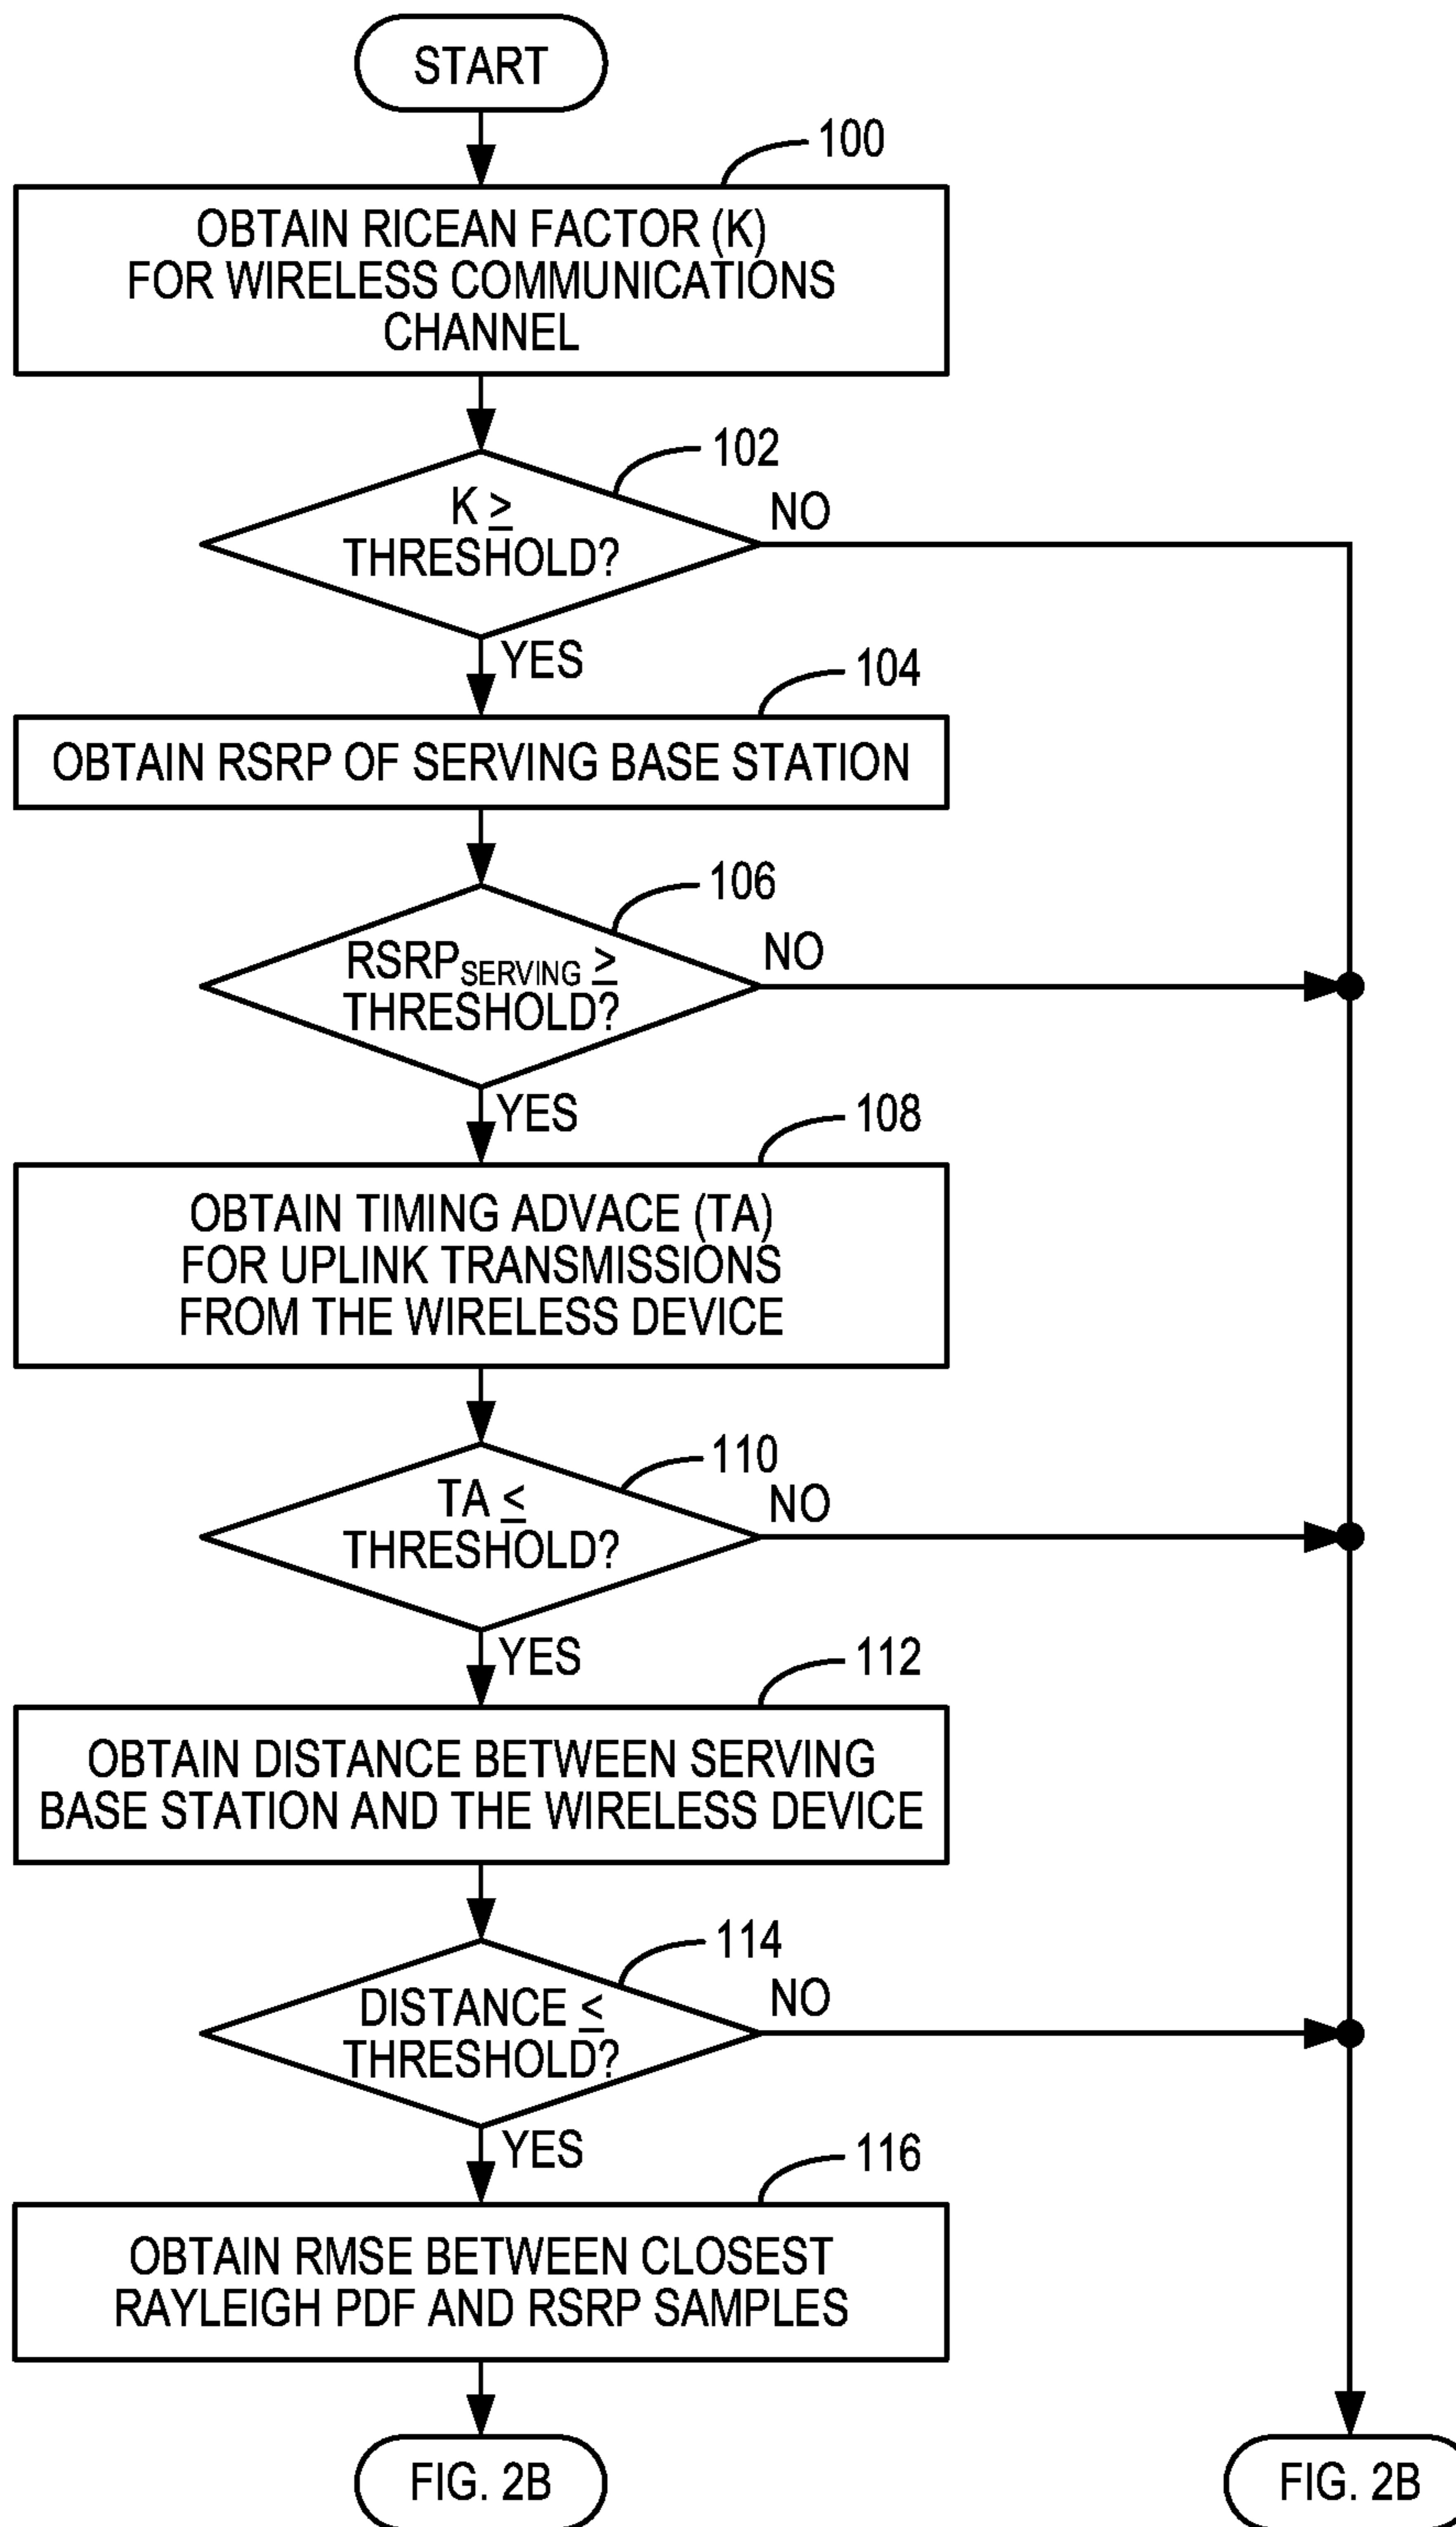 START
100
OBTAIN RICEAN FACTOR (K)
FOR WIRELESS COMMUNICATIONS
CHANNEL
102
K ≥
THRESHOLD?
NO
YES
104
OBTAIN RSRP OF SERVING BASE STATION
106
RSRPSERVING ≥
THRESHOLD?
NO
YES
108
OBTAIN TIMING ADVACE (TA)
FOR UPLINK TRANSMISSIONS
FROM THE WIRELESS DEVICE
110
TA ≤
THRESHOLD?
NO
YES
112
OBTAIN DISTANCE BETWEEN SERVING
BASE STATION AND THE WIRELESS DEVICE
114
DISTANCE ≤
THRESHOLD?
NO
YES
116
OBTAIN RMSE BETWEEN CLOSEST
RAYLEIGH PDF AND RSRP SAMPLES
FIG. 2B
FIG. 2B